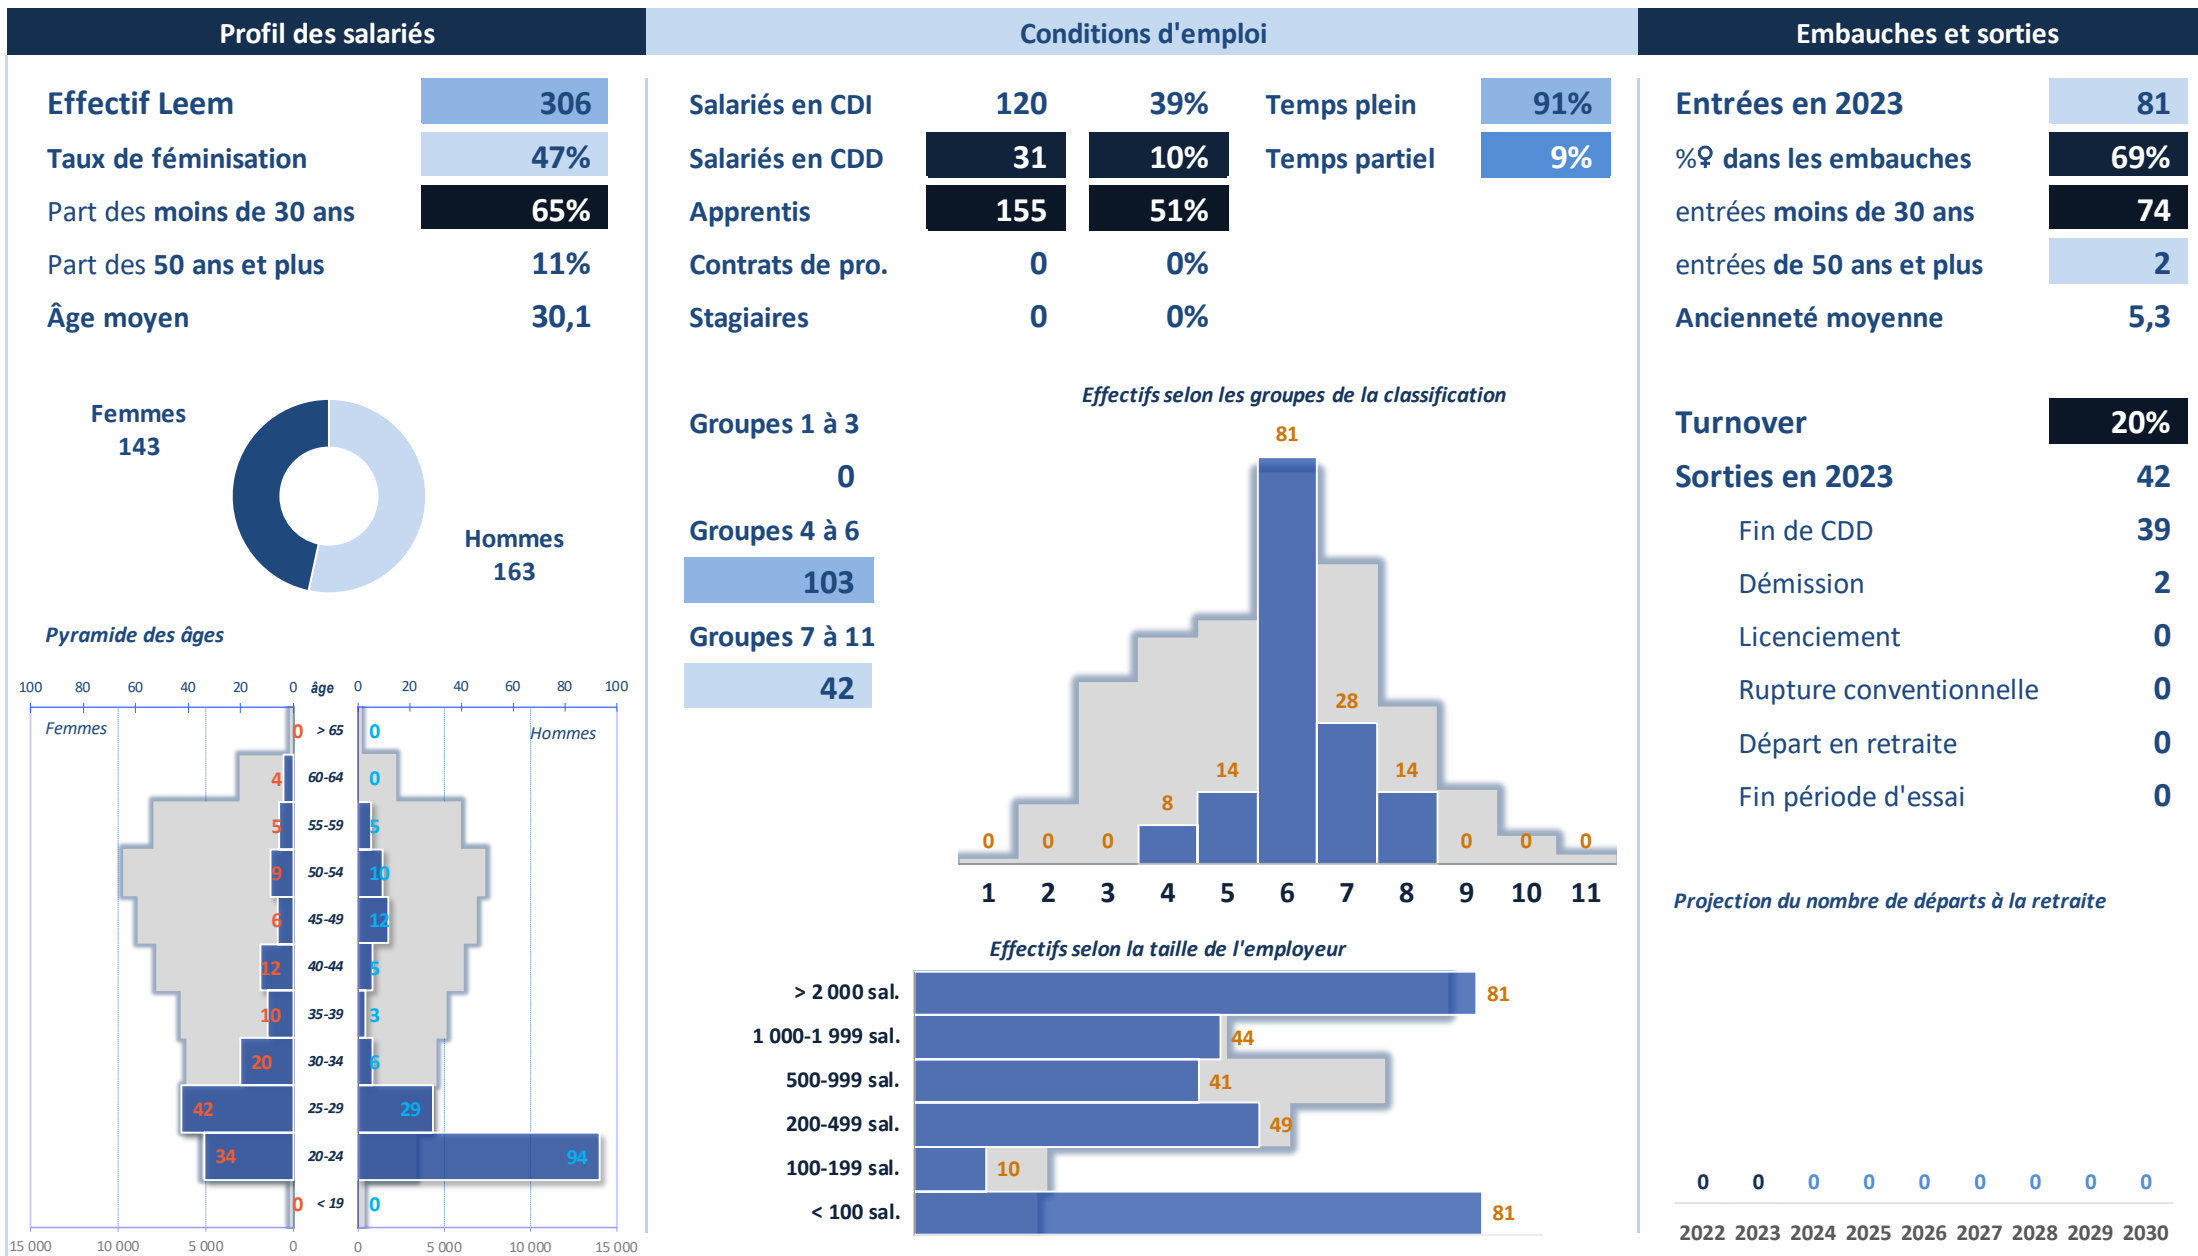 Profil des salariés
Effectif Leem 306
Taux de féminisation 47%
Part des moins de 30 ans 65%
Part des 50 ans et plus 11%
Âge moyen 30,1
Femmes
143
Hommes
163
Pyramide des âges
100 80 60 40 20 0 âge 0 20 40 60 80 100
Femmes Hommes
0 > 65 0
4 60-64 0
5 55-59 5
9 50-54 10
6 45-49 12
12 40-44 5
10 35-39 3
20 30-34 6
42 25-29 29
34 20-24 94
0 < 19 0
15 000 10 000 5 000 0 0 5 000 10 000 15 000
Conditions d'emploi
Salariés en CDI 120 39% Temps plein 91%
Salariés en CDD 31 10% Temps partiel 9%
Apprentis 155 51%
Contrats de pro. 0 0%
Stagiaires 0 0%
Groupes 1 à 3
0
Groupes 4 à 6
103
Groupes 7 à 11
42
Effectifs selon les groupes de la classification
0 0 0 8 14 81 28 14 0 0 0
1 2 3 4 5 6 7 8 9 10 11
Effectifs selon la taille de l'employeur
> 2 000 sal. 81
1 000-1 999 sal. 44
500-999 sal. 41
200-499 sal. 49
100-199 sal. 10
< 100 sal. 81
Embauches et sorties
Entrées en 2023 81
%♀ dans les embauches 69%
entrées moins de 30 ans 74
entrées de 50 ans et plus 2
Ancienneté moyenne 5,3
Turnover 20%
Sorties en 2023 42
Fin de CDD 39
Démission 2
Licenciement 0
Rupture conventionnelle 0
Départ en retraite 0
Fin période d'essai 0
Projection du nombre de départs à la retraite
0 0 0 0 0 0 0 0 0
2022 2023 2024 2025 2026 2027 2028 2029 2030